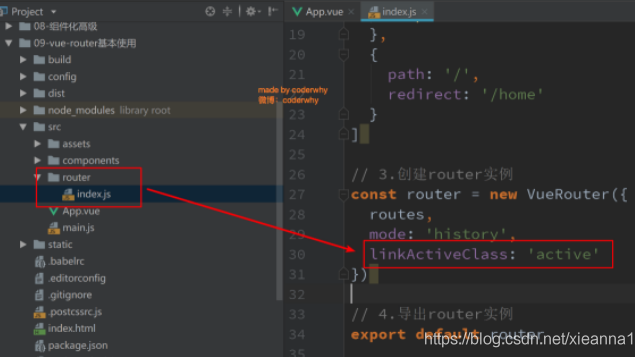 Project
08-组件化高级
09-vue-router基本使用
build
config
dist
node_modules library root
src
assets
components
router
index.js
App.vue
main.js
static
.babelrc
.editorconfig
.gitignore
.postcssrc.js
index.html
package.json
made by coderwhy
微博: coderwhy
App.vue
index.js
19 },
20 {
21 path: '/',
22 redirect: '/home'
23 }
24 ]
25
26 // 3.创建router实例
27 const router = new VueRouter({
28 routes,
29 mode: 'history',
30 linkActiveClass: 'active'
31 })
32
33 // 4.导出router实例
34 export default router
https://blog.csdn.net/xieanna1